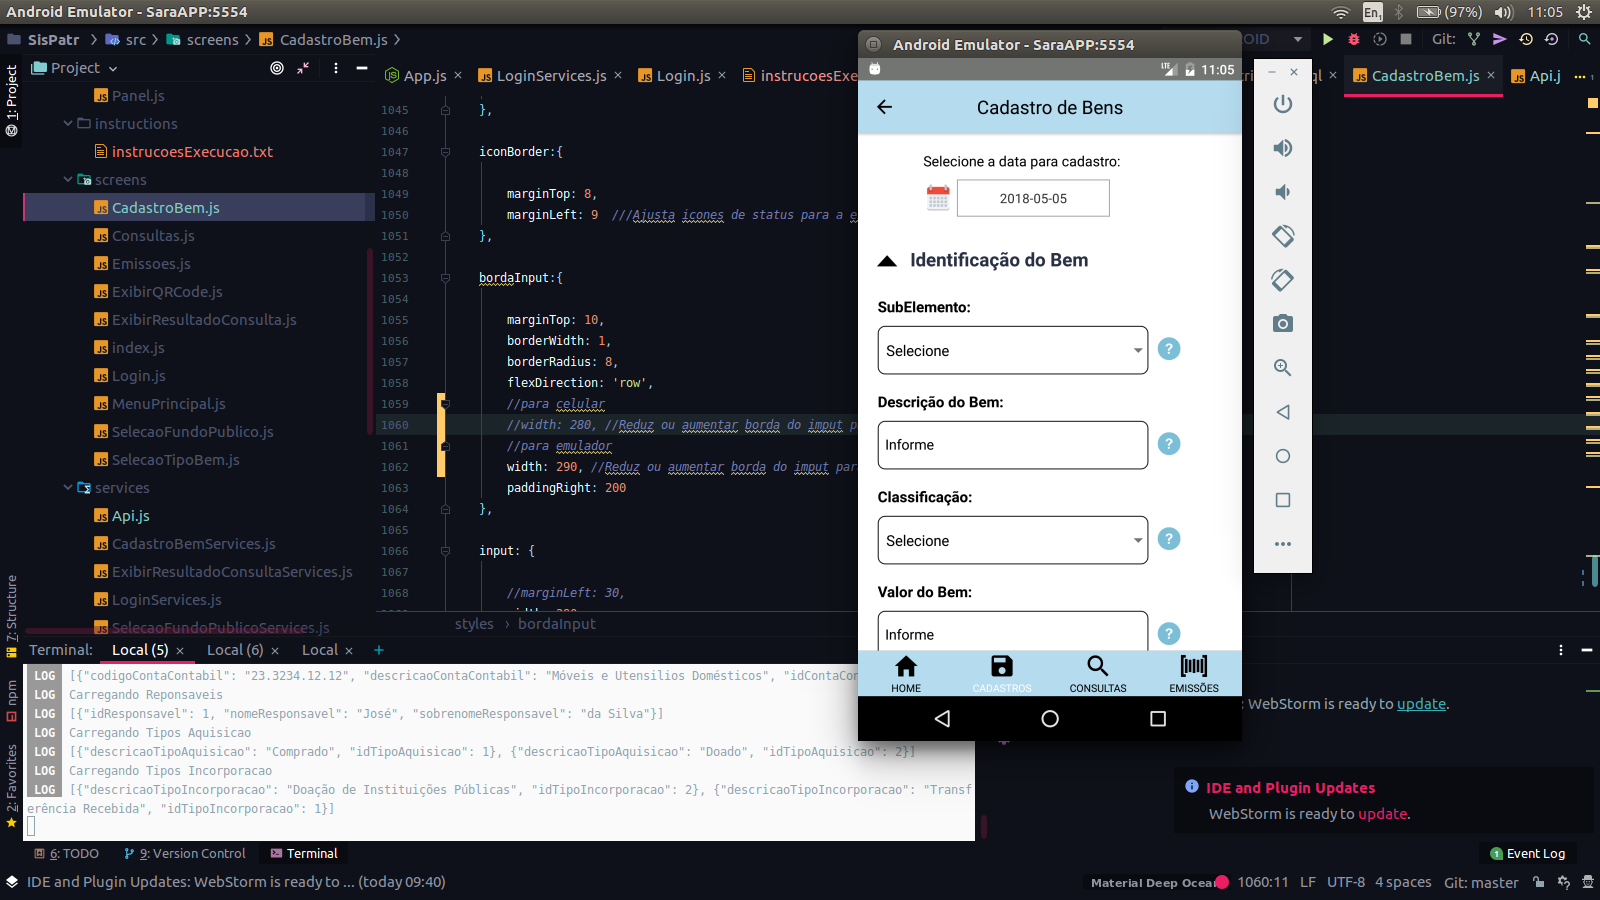 Android Emulator - SaraAPP:5554
En1 (97%) 11:05
SisPatr src screens CadastroBem.js
Git:
1: Project
Project
App.js
LoginServices.js
Login.js
instrucoesExe
CadastroBem.js
Api.j
Panel.js
instructions
instrucoesExecucao.txt
screens
CadastroBem.js
Consultas.js
Emissoes.js
ExibirQRCode.js
ExibirResultadoConsulta.js
index.js
Login.js
MenuPrincipal.js
SelecaoFundoPublico.js
SelecaoTipoBem.js
services
Api.js
CadastroBemServices.js
ExibirResultadoConsultaServices.js
LoginServices.js
SelecaoFundoPublicoServices.js
7: Structure
npm
2: Favorites
1045 },
1046
1047 iconBorder:{
1048
1049 marginTop: 8,
1050 marginLeft: 9 ///Ajusta icones de status para a e
1051 },
1052
1053 bordaInput:{
1054
1055 marginTop: 10,
1056 borderWidth: 1,
1057 borderRadius: 8,
1058 flexDirection: 'row',
1059 //para celular
1060 //width: 280, //Reduz ou aumentar borda do imput p
1061 //para emulador
1062 width: 290, //Reduz ou aumentar borda do imput par
1063 paddingRight: 200
1064 },
1065
1066 input: {
1067
1068 //marginLeft: 30,
styles › bordaInput
Android Emulator - SaraAPP:5554
LTE 11:05
Cadastro de Bens
Selecione a data para cadastro:
2018-05-05
Identificação do Bem
SubElemento:
Selecione
?
Descrição do Bem:
Informe
?
Classificação:
Selecione
?
Valor do Bem:
Informe
?
HOME CADASTROS CONSULTAS EMISSÕES
Terminal: Local (5) × Local (6) × Local × +
LOG [{"codigoContaContabil": "23.3234.12.12", "descricaoContaContabil": "Móveis e Utensilios Domésticos", "idContaCon
LOG Carregando Reponsaveis
LOG [{"idResponsavel": 1, "nomeResponsavel": "José", "sobrenomeResponsavel": "da Silva"}]
LOG Carregando Tipos Aquisicao
LOG [{"descricaoTipoAquisicao": "Comprado", "idTipoAquisicao": 1}, {"descricaoTipoAquisicao": "Doado", "idTipoAquisicao": 2}]
LOG Carregando Tipos Incorporacao
LOG [{"descricaoTipoIncorporacao": "Doação de Instituições Públicas", "idTipoIncorporacao": 2}, {"descricaoTipoIncorporacao": "Transf
erência Recebida", "idTipoIncorporacao": 1}]
: WebStorm is ready to update.
IDE and Plugin Updates
WebStorm is ready to update.
6: TODO 9: Version Control Terminal
1 Event Log
IDE and Plugin Updates: WebStorm is ready to ... (today 09:40)
Material Deep Ocean 1060:11 LF UTF-8 4 spaces Git: master